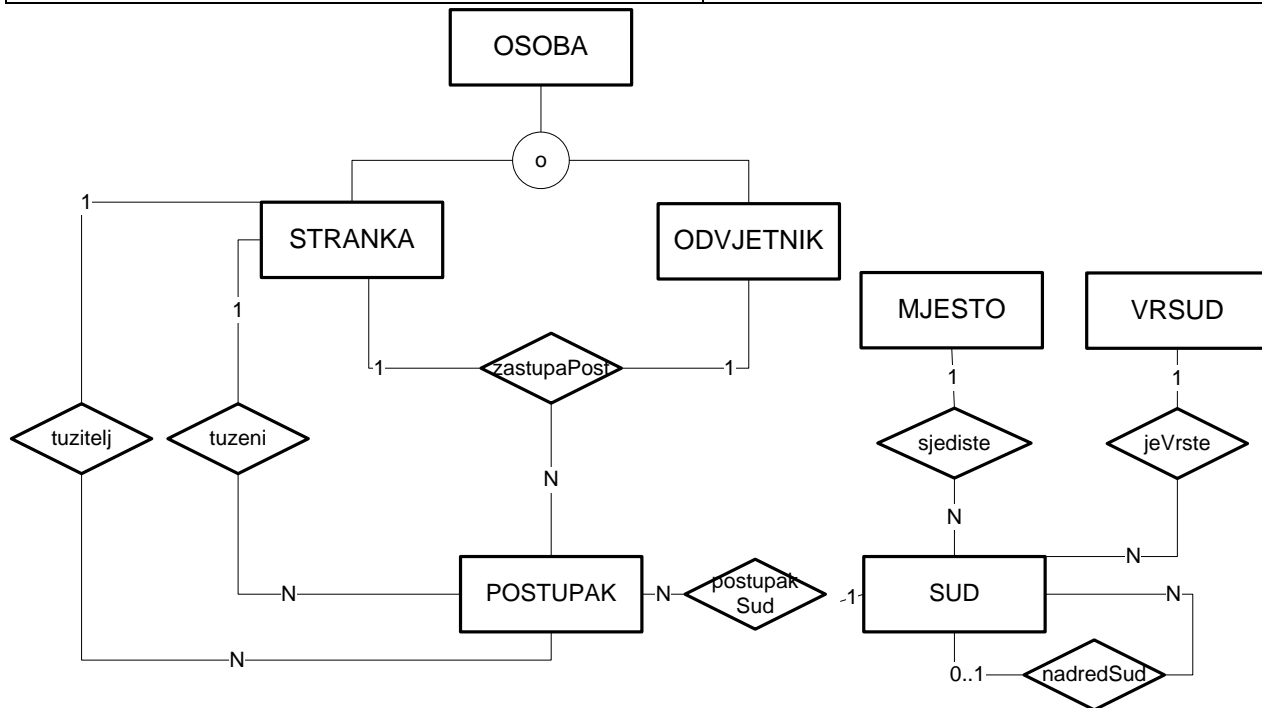 OSOBA
o
1
STRANKA
ODVJETNIK
1
MJESTO
VRSUD
1
zastupaPost
1
1
1
tuzitelj
tuzeni
sjediste
jeVrste
N
N
N
N
POSTUPAK
N
postupak
Sud
1
SUD
N
N
0..1
nadredSud